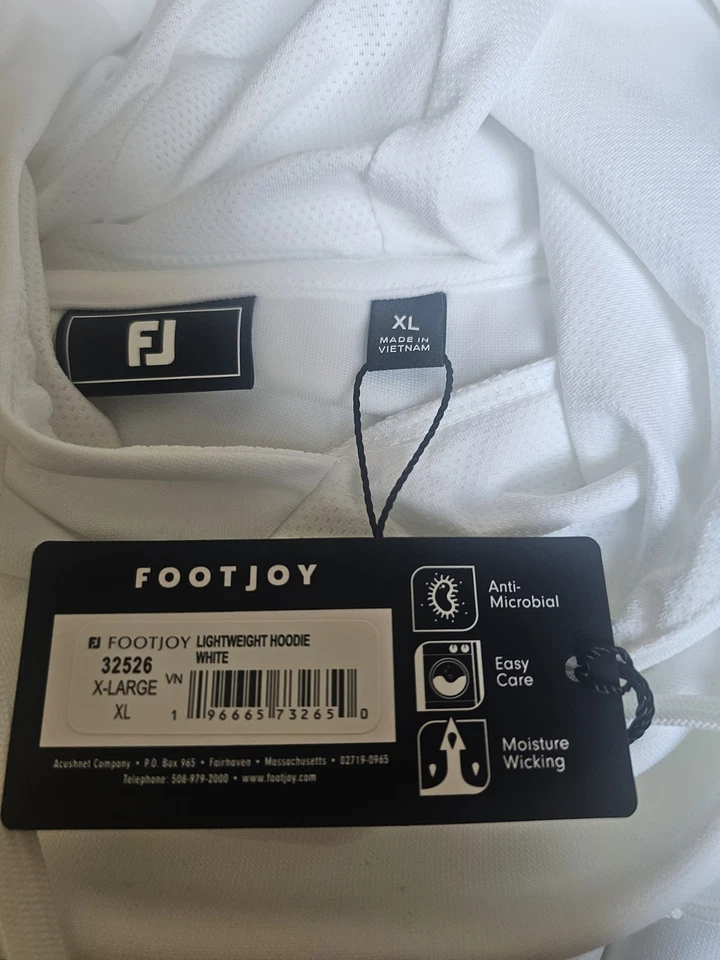 FJ
XL
MADE IN
VIETNAM
FOOTJOY
FJ FOOTJOY LIGHTWEIGHT HOODIE
WHITE
32526
X-LARGE VN
XL
1 96665 73265 0
Acushnet Company • P.O. Box 965 • Fairhaven • Massachusetts • 02719-0965
Telephone: 508-979-2000 • www.footjoy.com
Anti-
Microbial
Easy
Care
Moisture
Wicking